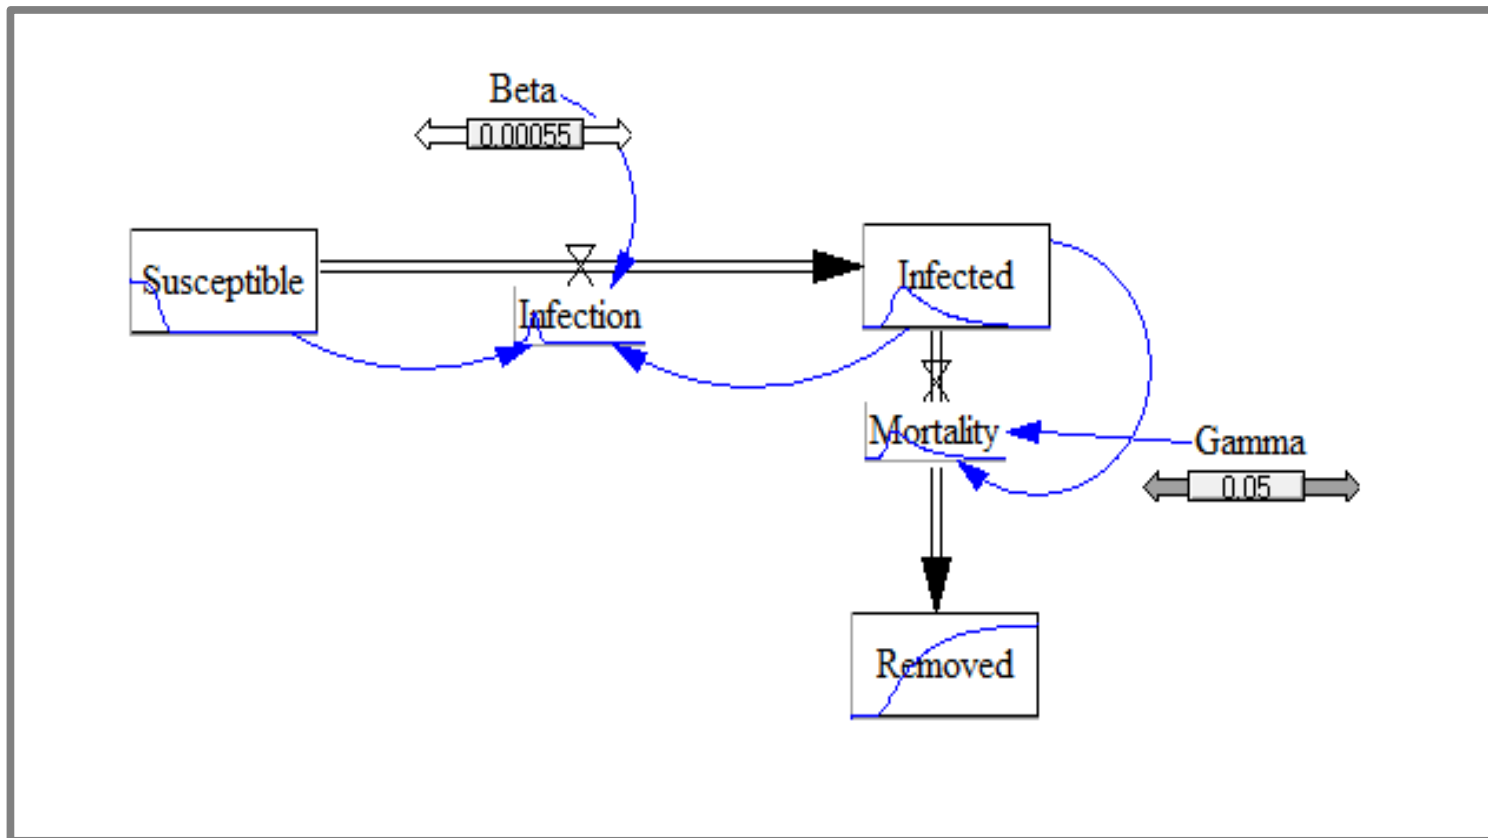 Beta
0.00055
Susceptible
Infection
Infected
Mortality
Gamma
0.05
Removed